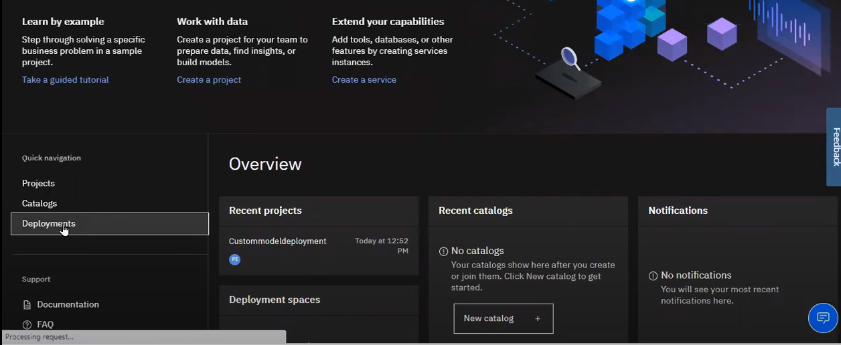 Learn by example
Step through solving a specific
business problem in a sample
project.
Take a guided tutorial
Work with data
Create a project for your team to
prepare data, find insights, or
build models.
Create a project
Extend your capabilities
Add tools, databases, or other
features by creating services
instances.
Create a service
Feedback
Quick navigation
Projects
Catalogs
Deployments
Support
Documentation
FAQ
Processing request...
Overview
Recent projects
Custommodeldeployment
Today at 12:52
PM
Deployment spaces
Recent catalogs
No catalogs
Your catalogs show here after you create
or join them. Click New catalog to get
started.
New catalog +
Notifications
No notifications
You will see your most recent
notifications here.